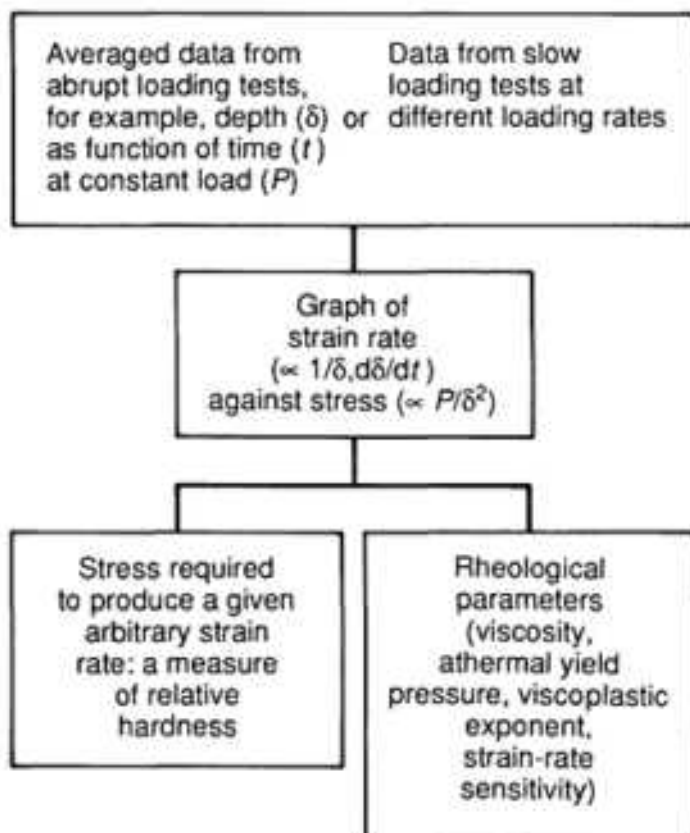 Averaged data from
abrupt loading tests,
for example, depth (δ) or
as function of time (t)
at constant load (P)
Data from slow
loading tests at
different loading rates
Graph of
strain rate
(∝ 1/δ,dδ/dt)
against stress (∝ P/δ²)
Stress required
to produce a given
arbitrary strain
rate: a measure
of relative
hardness
Rheological
parameters
(viscosity,
athermal yield
pressure, viscoplastic
exponent,
strain-rate
sensitivity)